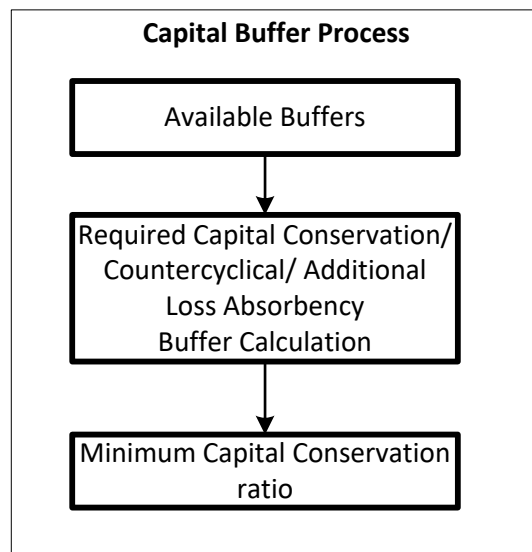 Capital Buffer Process
Available Buffers
Required Capital Conservation/
Countercyclical/ Additional
Loss Absorbency
Buffer Calculation
Minimum Capital Conservation
ratio